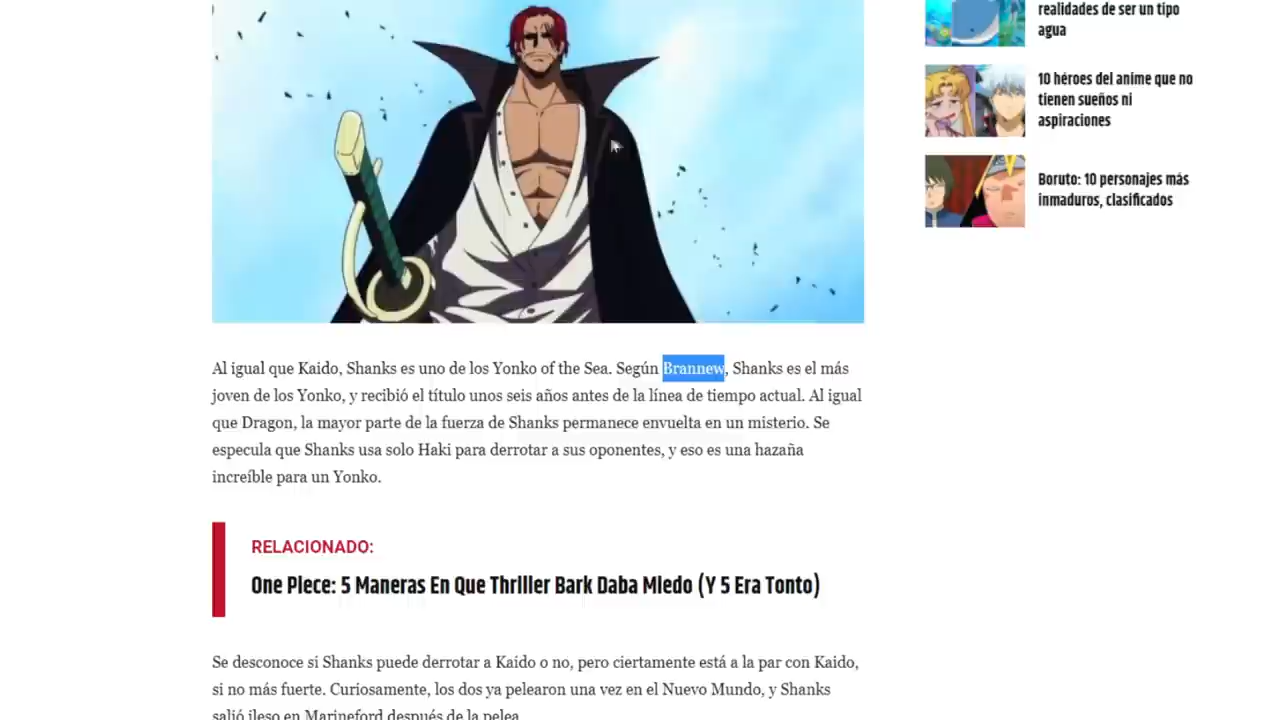 realidades de ser un tipo
agua
10 héroes del anime que no
tienen sueños ni
aspiraciones
Boruto: 10 personajes más
inmaduros, clasificados
Al igual que Kaido, Shanks es uno de los Yonko of the Sea. Según Brannew, Shanks es el más
joven de los Yonko, y recibió el título unos seis años antes de la línea de tiempo actual. Al igual
que Dragon, la mayor parte de la fuerza de Shanks permanece envuelta en un misterio. Se
especula que Shanks usa solo Haki para derrotar a sus oponentes, y eso es una hazaña
increíble para un Yonko.
RELACIONADO:
One Piece: 5 Maneras En Que Thriller Bark Daba Miedo (Y 5 Era Tonto)
Se desconoce si Shanks puede derrotar a Kaido o no, pero ciertamente está a la par con Kaido,
si no más fuerte. Curiosamente, los dos ya pelearon una vez en el Nuevo Mundo, y Shanks
salió ileso en Marineford después de la pelea.